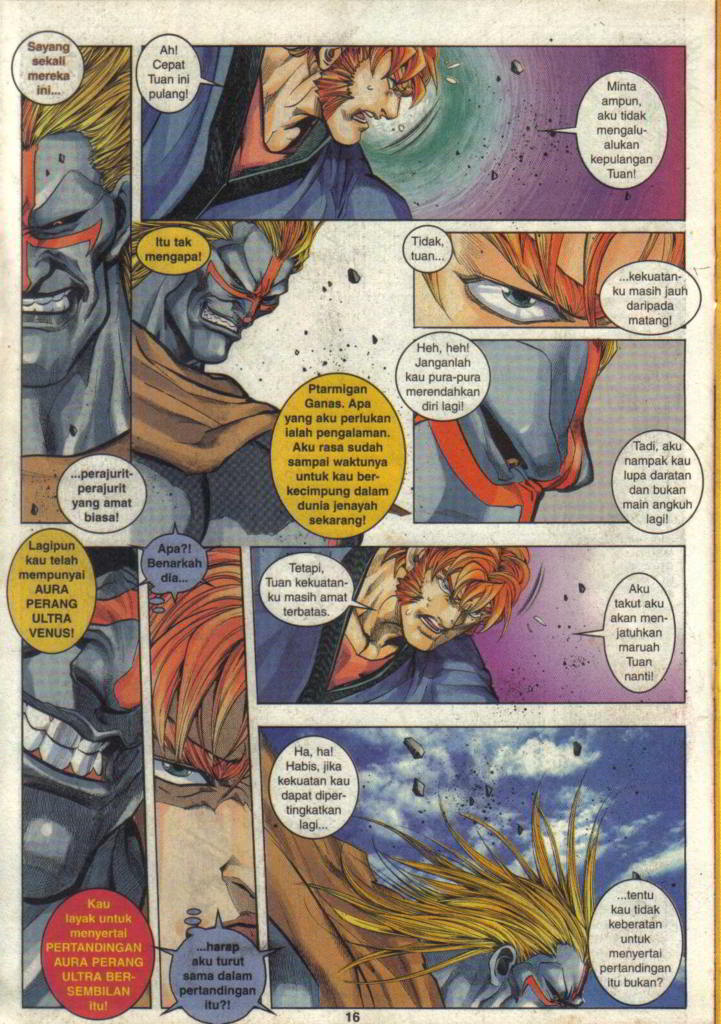 Sayang
sekali
mereka
ini...
...perajurit-
perajurit
yang amat
biasa!
Ah!
Cepat
Tuan ini
pulang!
Minta
ampun,
aku tidak
mengalu-
alukan
kepulangan
Tuan!
Itu tak
mengapa!
Ptarmigan
Ganas. Apa
yang aku perlukan
ialah pengalaman.
Aku rasa sudah
sampai waktunya
untuk kau ber-
kecimpung dalam
dunia jenayah
sekarang!
Tidak,
tuan...
...kekuatan-
ku masih jauh
daripada
matang!
Heh, heh!
Janganlah
kau pura-pura
merendahkan
diri lagi!
Tadi, aku
nampak kau
lupa daratan
dan bukan
main angkuh
lagi!
Lagipun
kau telah
mempunyai
AURA
PERANG
ULTRA
VENUS!
Kau
layak untuk
menyertai
PERTANDINGAN
AURA PERANG
ULTRA BER-
SEMBILAN
itu!
Apa?!
Benarkah
dia...
...harap
aku turut
sama dalam
pertandingan
itu?!
Tetapi,
Tuan kekuatan-
ku masih amat
terbatas.
Aku
takut aku
akan men-
jatuhkan
maruah
Tuan
nanti!
Ha, ha!
Habis, jika
kekuatan kau
dapat diper-
tingkatkan
lagi...
...tentu
kau tidak
keberatan
untuk
menyertai
pertandingan
itu bukan?
16